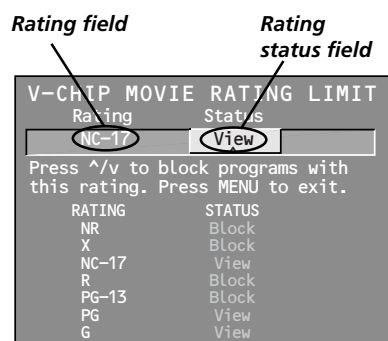 Rating field
Rating
status field
V-CHIP MOVIE RATING LIMIT
Rating Status
NC-17 View
Press ^/v to block programs with
this rating. Press MENU to exit.
RATING STATUS
NR Block
X Block
NC-17 View
R Block
PG-13 Block
PG View
G View